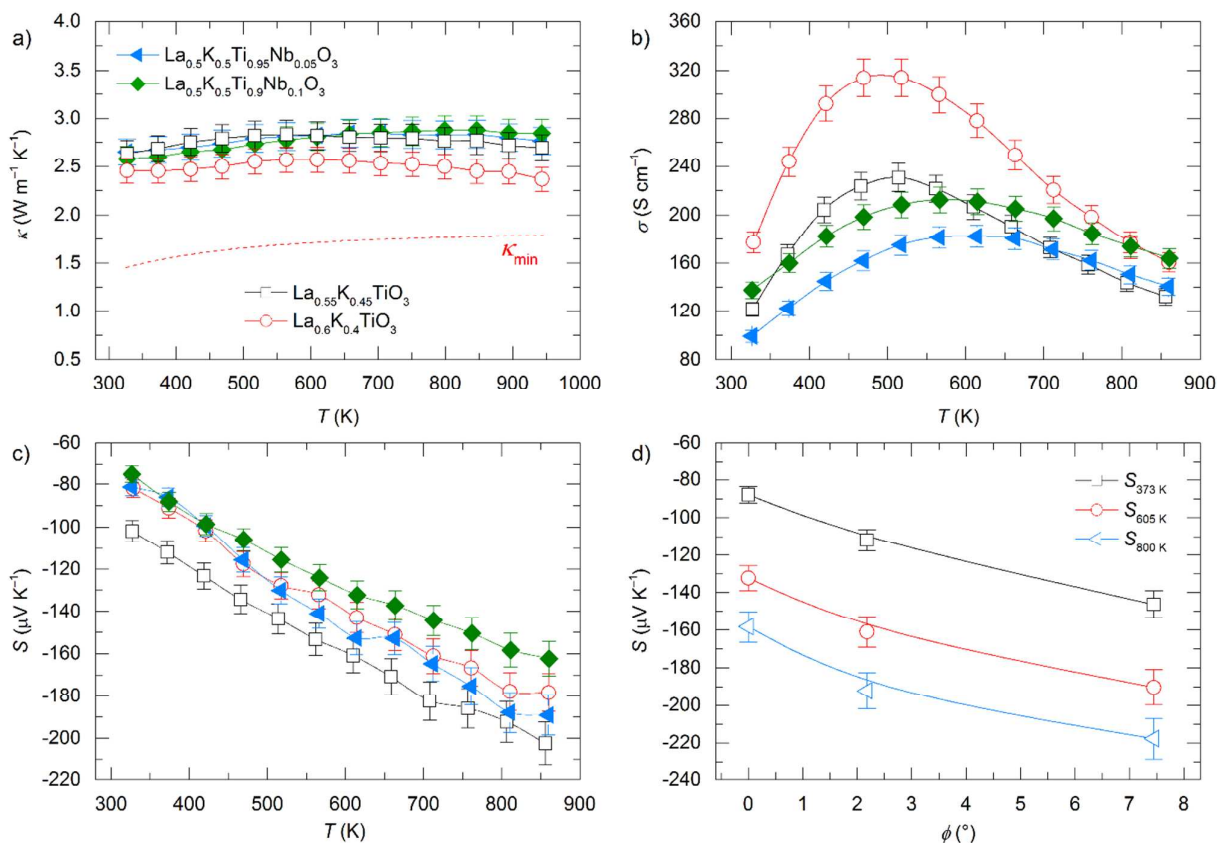 a)
4.0
3.5
3.0
2.5
2.0
1.5
1.0
0.5
κ (W m⁻¹ K⁻¹)
La₀.₅K₀.₅Ti₀.₉₅Nb₀.₀₅O₃
La₀.₅K₀.₅Ti₀.₉Nb₀.₁O₃
κmin
La₀.₅₅K₀.₄₅TiO₃
La₀.₆K₀.₄TiO₃
300 400 500 600 700 800 900 1000
T (K)
b)
360
320
280
240
200
160
120
80
σ (S cm⁻¹)
300 400 500 600 700 800 900
T (K)
c)
-60
-80
-100
-120
-140
-160
-180
-200
-220
S (µV K⁻¹)
300 400 500 600 700 800 900
T (K)
d)
-60
-80
-100
-120
-140
-160
-180
-200
-220
-240
S (µV K⁻¹)
S₃₇₃ K
S₆₀₅ K
S₈₀₀ K
0 1 2 3 4 5 6 7 8
ϕ (°)